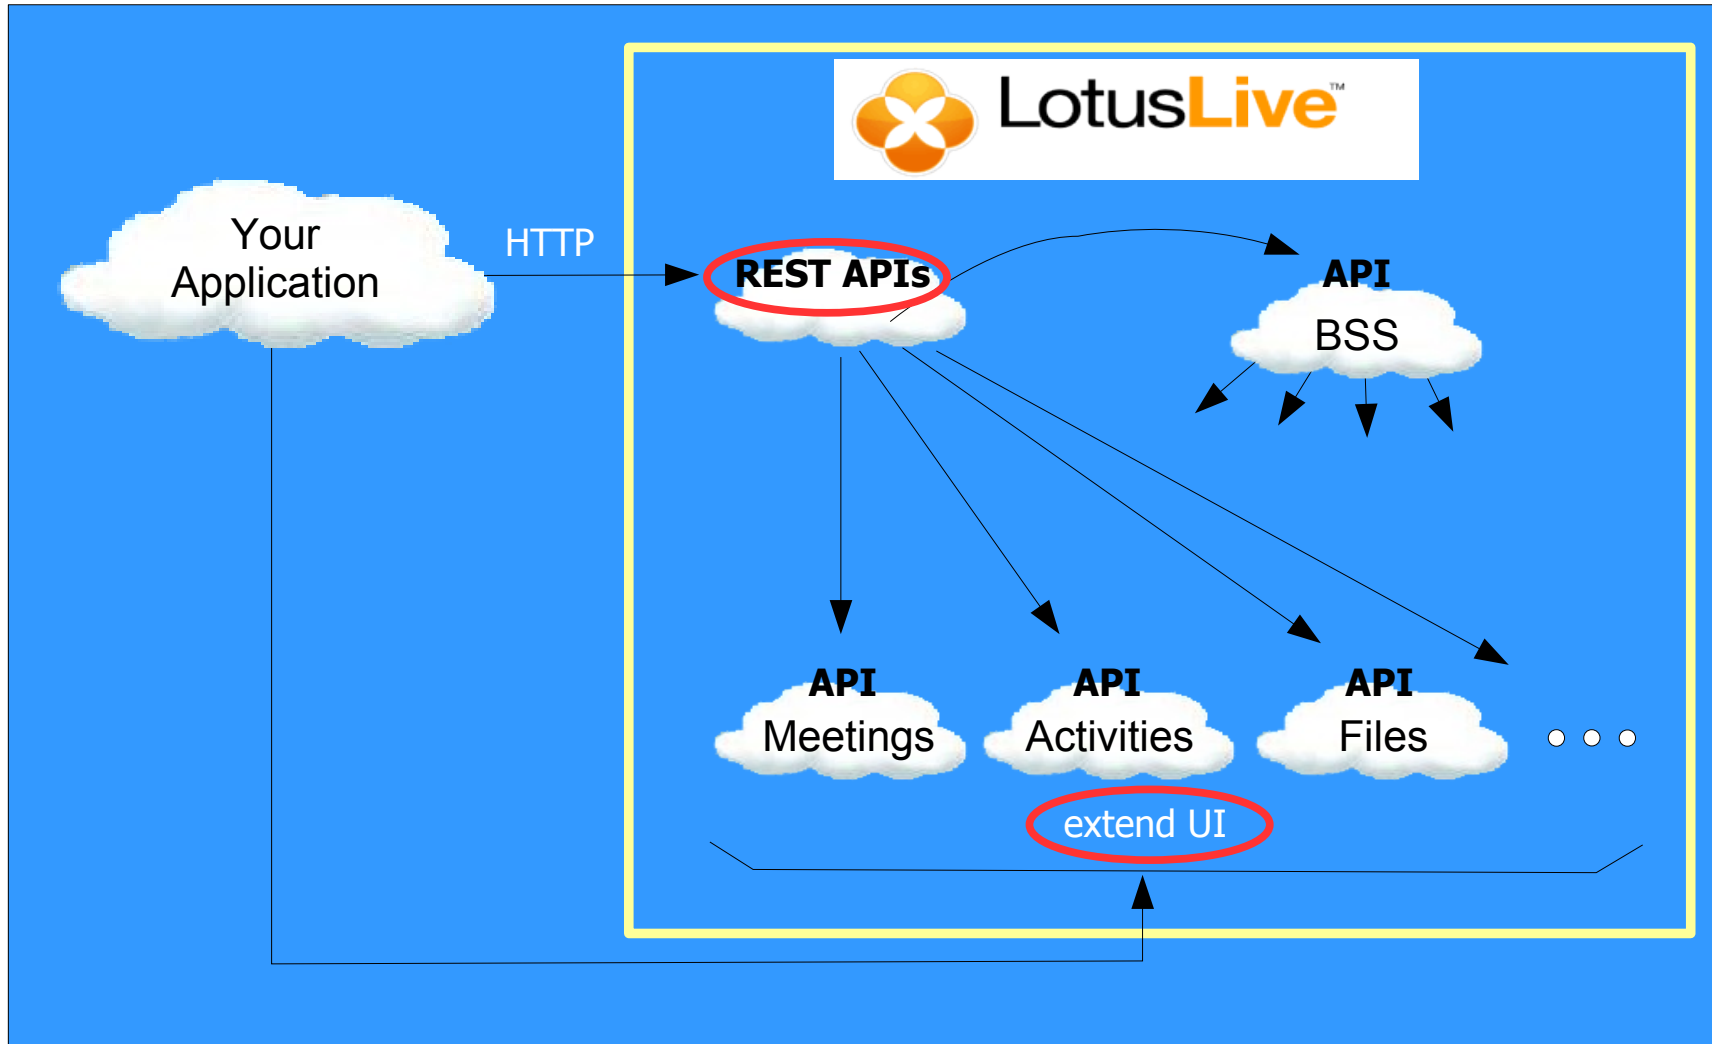 LotusLive™
Your
Application
HTTP
REST APIs
API
BSS
API
Meetings
API
Activities
API
Files
extend UI